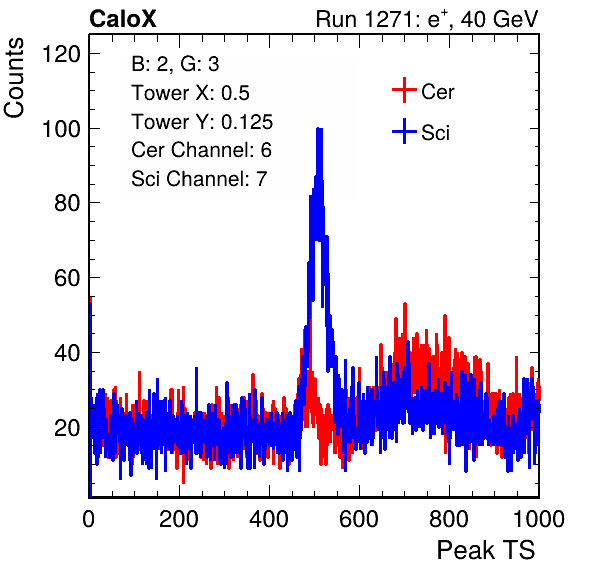 CaloX Run 1271: e⁺, 40 GeV
Counts
B: 2, G: 3
Tower X: 0.5
Tower Y: 0.125
Cer Channel: 6
Sci Channel: 7
Cer
Sci
120
100
80
60
40
20
0 200 400 600 800 1000
Peak TS